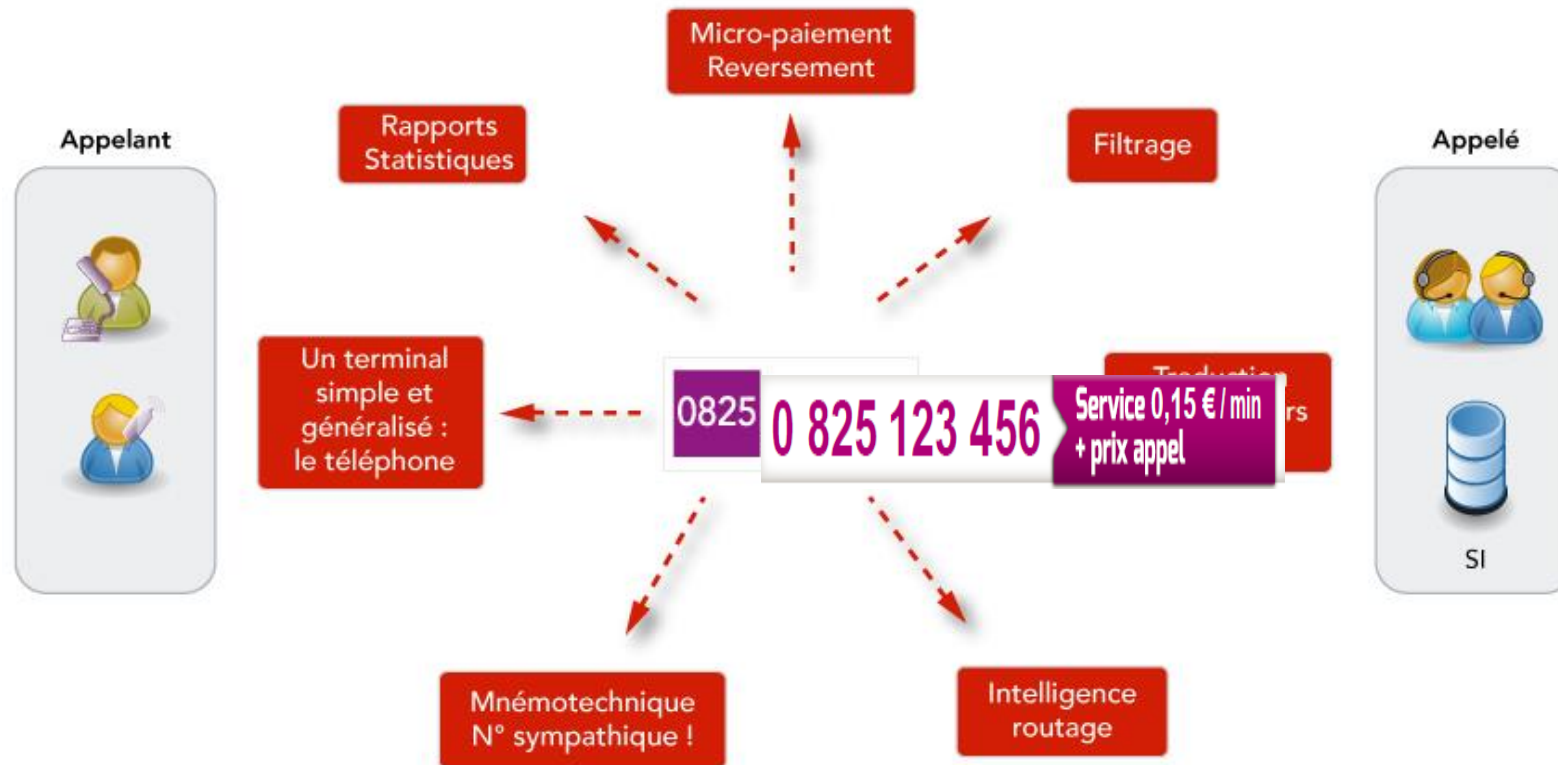 Micro-paiement
Reversement
Rapports
Statistiques
Filtrage
Appelant
Appelé
Un terminal
simple et
généralisé :
le téléphone
0825
0 825 123 456
Service 0,15 € / min
+ prix appel
SI
Mnémotechnique
N° sympathique !
Intelligence
routage